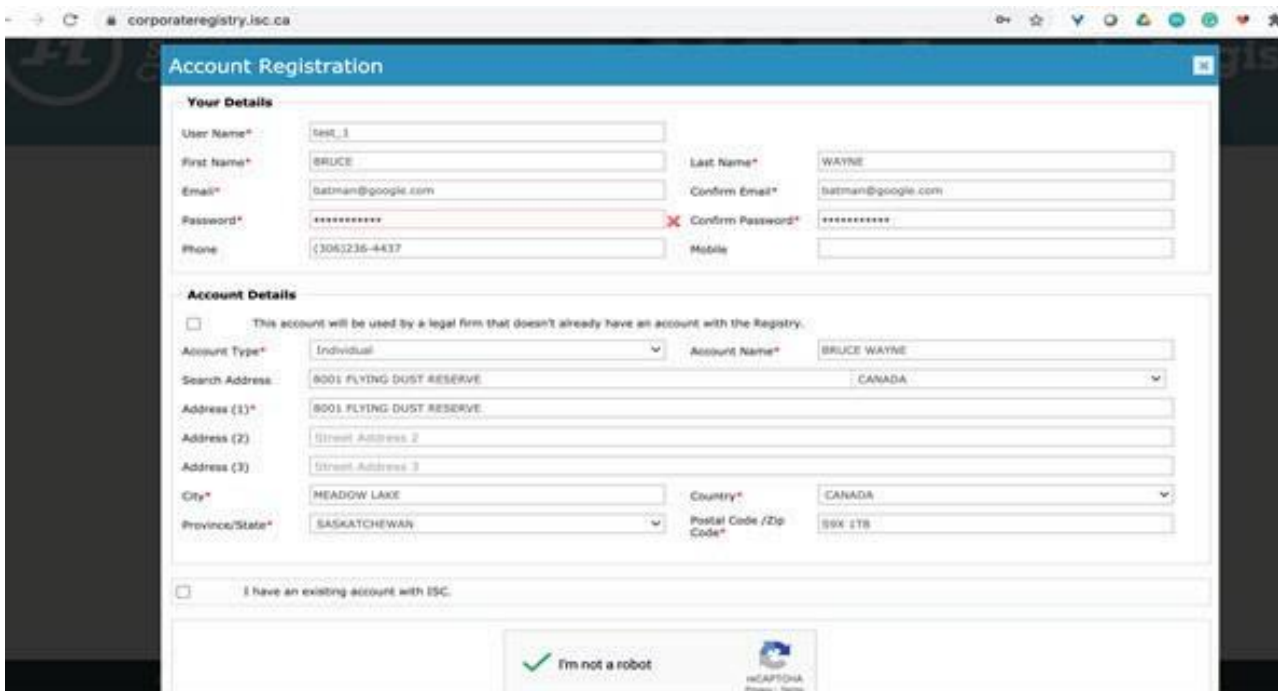 corporateregistry.isc.ca
Account Registration
Your Details
User Name* test_1
First Name* BRUCE Last Name* WAYNE
Email* batman@google.com Confirm Email* batman@google.com
Password* ••••••••••• Confirm Password* •••••••••••
Phone (306)236-4437 Mobile
Account Details
This account will be used by a legal firm that doesn't already have an account with the Registry.
Account Type* Individual Account Name* BRUCE WAYNE
Search Address 8001 FLYING DUST RESERVE CANADA
Address (1)* 8001 FLYING DUST RESERVE
Address (2) Street Address 2
Address (3) Street Address 3
City* MEADOW LAKE Country* CANADA
Province/State* SASKATCHEWAN Postal Code /Zip Code* S9X 1T8
I have an existing account with ISC.
I'm not a robot
reCAPTCHA
Privacy - Terms